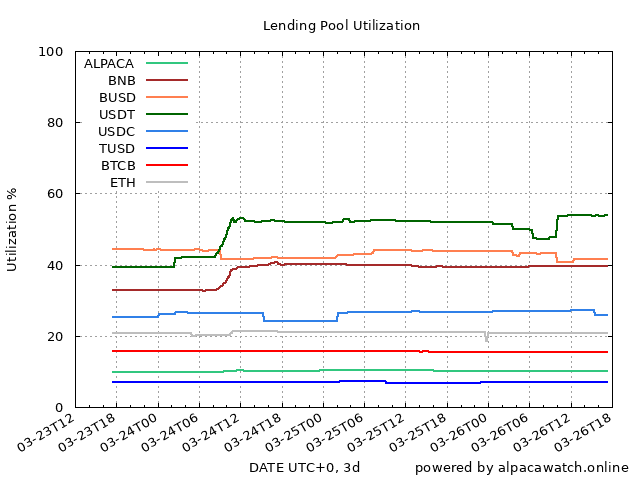 Lending Pool Utilization
100
80
60
40
20
0
Utilization %
ALPACA
BNB
BUSD
USDT
USDC
TUSD
BTCB
ETH
03-23T12
03-23T18
03-24T00
03-24T06
03-24T12
03-24T18
03-25T00
03-25T06
03-25T12
03-25T18
03-26T00
03-26T06
03-26T12
03-26T18
DATE UTC+0, 3d
powered by alpacawatch.online